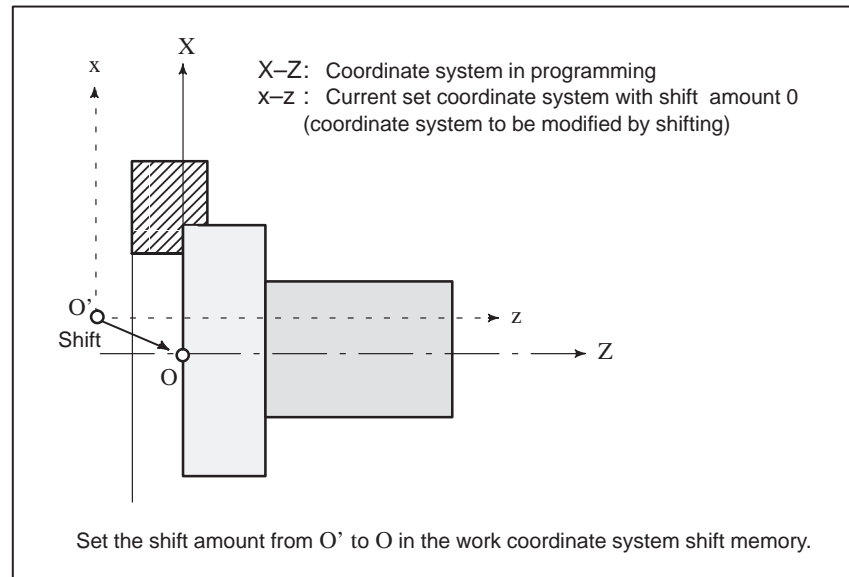 X
x
X–Z: Coordinate system in programming
x–z : Current set coordinate system with shift amount 0
(coordinate system to be modified by shifting)
O’
z
Shift
Z
O
Set the shift amount from O’ to O in the work coordinate system shift memory.